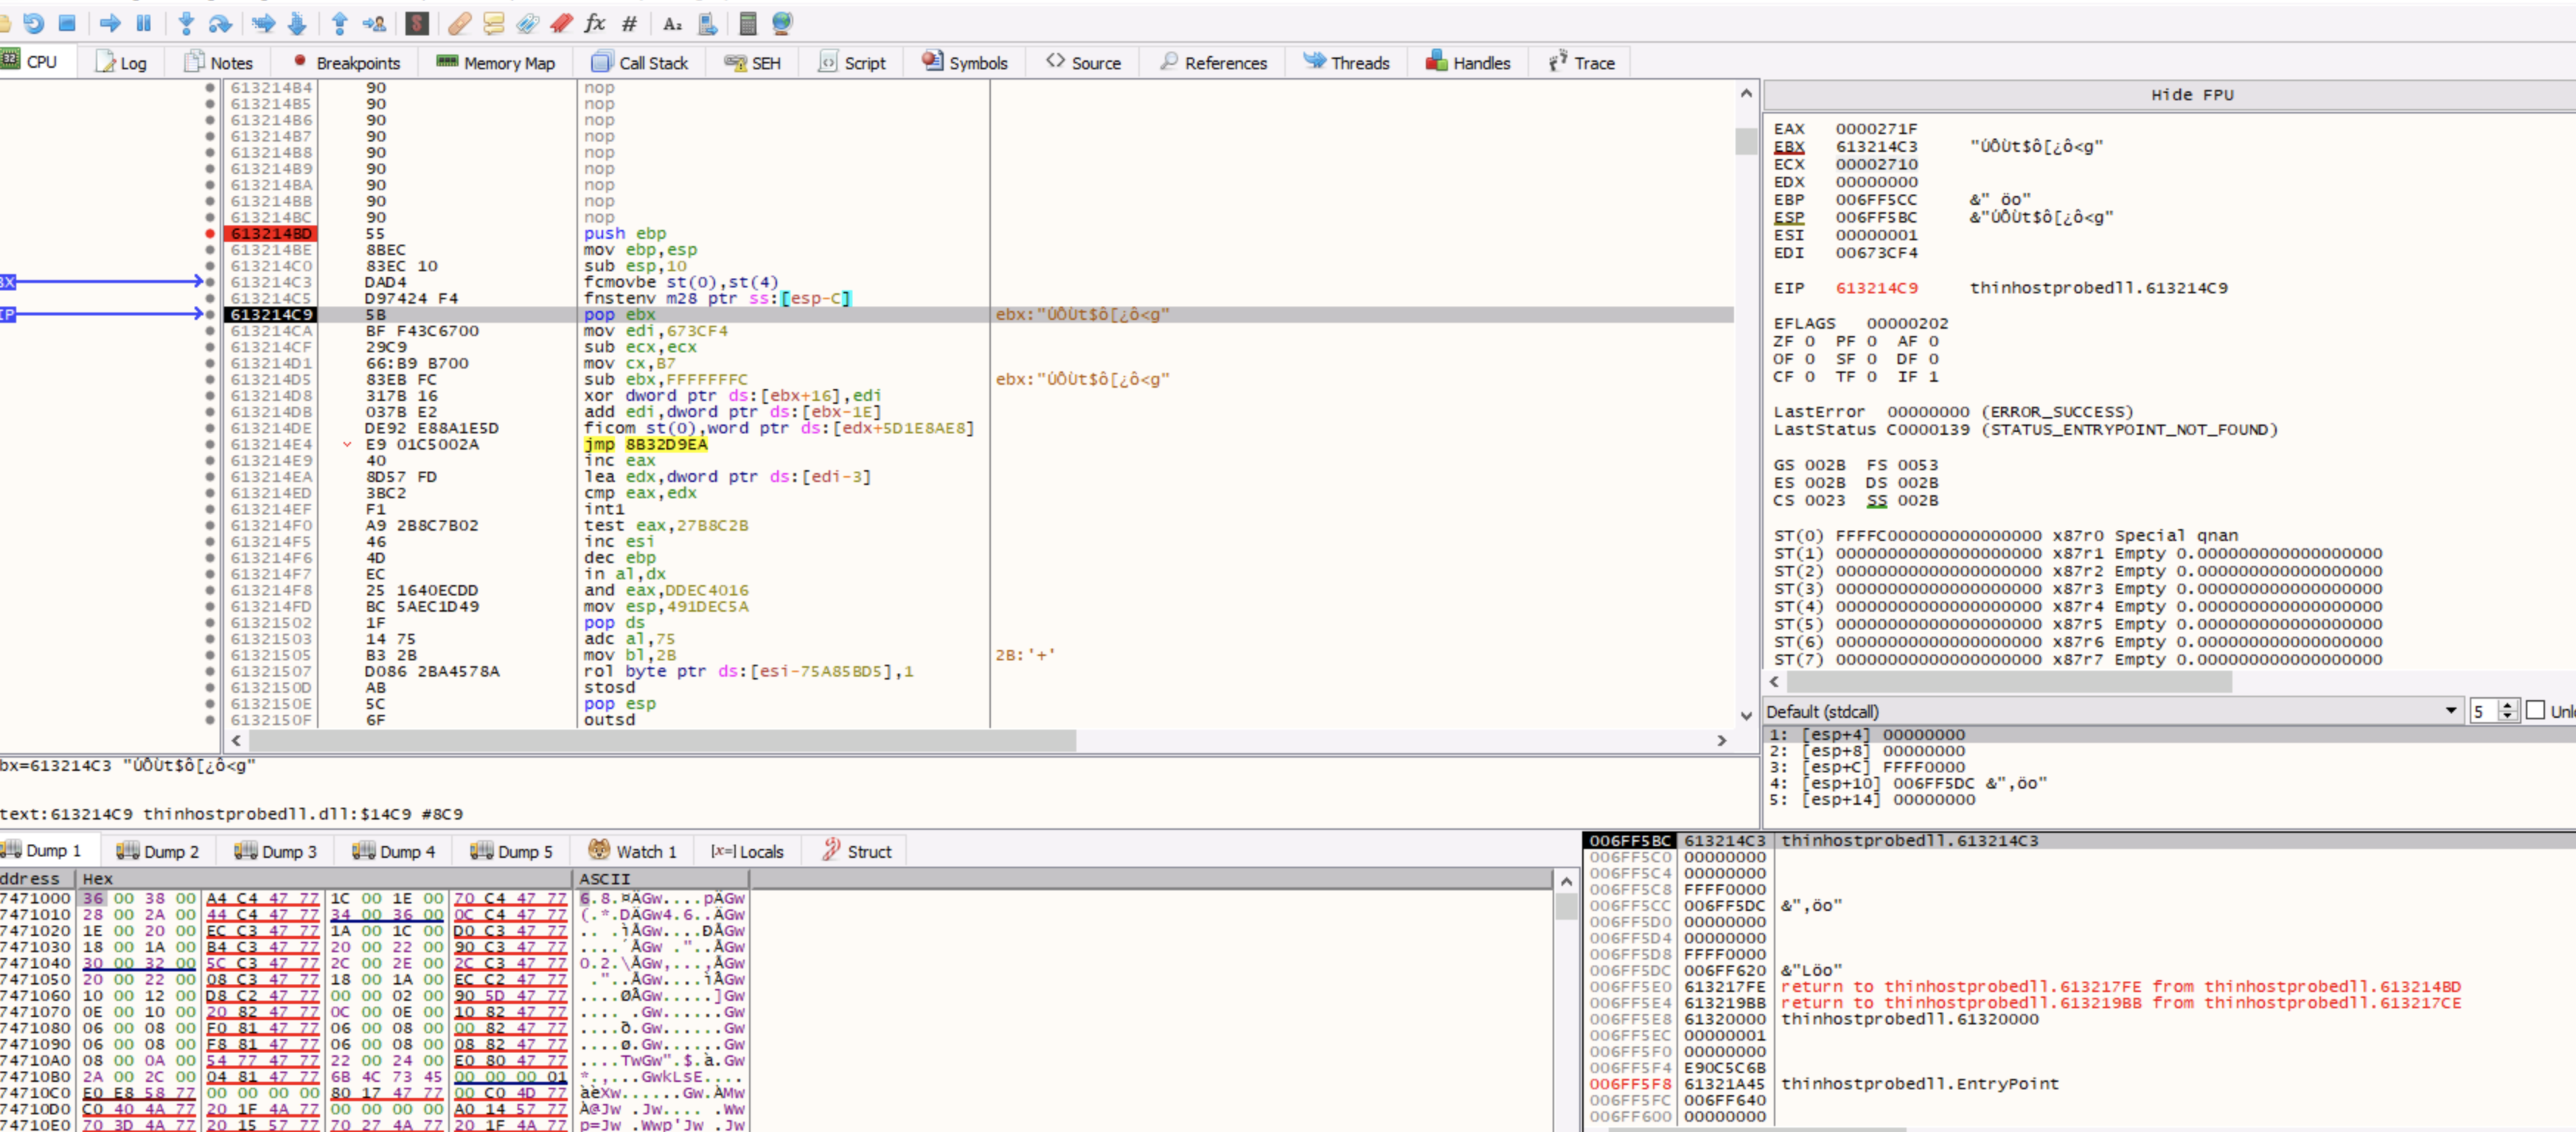 CPU Log Notes Breakpoints Memory Map Call Stack SEH Script Symbols Source References Threads Handles Trace
613214B4 90 nop
613214B5 90 nop
613214B6 90 nop
613214B7 90 nop
613214B8 90 nop
613214B9 90 nop
613214BA 90 nop
613214BB 90 nop
613214BC 90 nop
613214BD 55 push ebp
613214BE 8BEC mov ebp,esp
613214C0 83EC 10 sub esp,10
613214C3 DAD4 fcmovbe st(0),st(4)
613214C5 D97424 F4 fnstenv m28 ptr ss:[esp-C]
613214C9 5B pop ebx ebx:"ÚÔÙt$ô[¿ô<g"
613214CA BF F43C6700 mov edi,673CF4
613214CF 29C9 sub ecx,ecx
613214D1 66:B9 B700 mov cx,B7
613214D5 83EB FC sub ebx,FFFFFFFC ebx:"ÚÔÙt$ô[¿ô<g"
613214D8 317B 16 xor dword ptr ds:[ebx+16],edi
613214DB 037B E2 add edi,dword ptr ds:[ebx-1E]
613214DE DE92 E88A1E5D ficom st(0),word ptr ds:[edx+5D1E8AE8]
613214E4 E9 01C5002A jmp 8B32D9EA
613214E9 40 inc eax
613214EA 8D57 FD lea edx,dword ptr ds:[edi-3]
613214ED 3BC2 cmp eax,edx
613214EF F1 int1
613214F0 A9 2B8C7B02 test eax,27B8C2B
613214F5 46 inc esi
613214F6 4D dec ebp
613214F7 EC in al,dx
613214F8 25 1640ECDD and eax,DDEC4016
613214FD BC 5AEC1D49 mov esp,491DEC5A
61321502 1F pop ds
61321503 14 75 adc al,75
61321505 B3 2B mov bl,2B 2B:'+'
61321507 D086 2BA4578A rol byte ptr ds:[esi-75A85BD5],1
6132150D AB stosd
6132150E 5C pop esp
6132150F 6F outsd
Hide FPU
EAX 0000271F
EBX 613214C3 "ÚÔÙt$ô[¿ô<g"
ECX 00002710
EDX 00000000
EBP 006FF5CC &" öo"
ESP 006FF5BC &"ÚÔÙt$ô[¿ô<g"
ESI 00000001
EDI 00673CF4
EIP 613214C9 thinhostprobedll.613214C9
EFLAGS 00000202
ZF 0 PF 0 AF 0
OF 0 SF 0 DF 0
CF 0 TF 0 IF 1
LastError 00000000 (ERROR_SUCCESS)
LastStatus C0000139 (STATUS_ENTRYPOINT_NOT_FOUND)
GS 002B FS 0053
ES 002B DS 002B
CS 0023 SS 002B
ST(0) FFFFC000000000000000 x87r0 Special qnan
ST(1) 00000000000000000000 x87r1 Empty 0.000000000000000000
ST(2) 00000000000000000000 x87r2 Empty 0.000000000000000000
ST(3) 00000000000000000000 x87r3 Empty 0.000000000000000000
ST(4) 00000000000000000000 x87r4 Empty 0.000000000000000000
ST(5) 00000000000000000000 x87r5 Empty 0.000000000000000000
ST(6) 00000000000000000000 x87r6 Empty 0.000000000000000000
ST(7) 00000000000000000000 x87r7 Empty 0.000000000000000000
Default (stdcall) 5
1: [esp+4] 00000000
2: [esp+8] 00000000
3: [esp+C] FFFF0000
4: [esp+10] 006FF5DC &",öo"
5: [esp+14] 00000000
bx=613214C3 "ÚÔÙt$ô[¿ô<g"
text:613214C9 thinhostprobedll.dll:$14C9 #8C9
Dump 1 Dump 2 Dump 3 Dump 4 Dump 5 Watch 1 [x=] Locals Struct
ddress Hex ASCII
7471000 36 00 38 00 A4 C4 47 77 1C 00 1E 00 70 C4 47 77 6.8.¤ÄGw....pÄGw
7471010 28 00 2A 00 44 C4 47 77 34 00 36 00 0C C4 47 77 (.*.DÄGw4.6..ÄGw
7471020 1E 00 20 00 EC C3 47 77 1A 00 1C 00 D0 C3 47 77 .. .ìÃGw....ÐÃGw
7471030 18 00 1A 00 B4 C3 47 77 20 00 22 00 90 C3 47 77 ....´ÃGw ."..ÃGw
7471040 30 00 32 00 5C C3 47 77 2C 00 2E 00 2C C3 47 77 0.2.\ÃGw,...,ÃGw
7471050 20 00 22 00 08 C3 47 77 18 00 1A 00 EC C2 47 77 ."..ÃGw....ìÂGw
7471060 10 00 12 00 D8 C2 47 77 00 00 02 00 90 5D 47 77 ....ØÂGw.....]Gw
7471070 0E 00 10 00 20 82 47 77 0C 00 0E 00 10 82 47 77 .... .Gw......Gw
7471080 06 00 08 00 F0 81 47 77 06 00 08 00 00 82 47 77 ....ð.Gw......Gw
7471090 06 00 08 00 F8 81 47 77 06 00 08 00 08 82 47 77 ....ø.Gw......Gw
74710A0 08 00 0A 00 54 77 47 77 22 00 24 00 E0 80 47 77 ....TwGw".$.à.Gw
74710B0 2A 00 2C 00 04 81 47 77 6B 4C 73 45 00 00 00 01 *.,...GwkLsE....
74710C0 E0 E8 58 77 00 00 00 00 80 17 47 77 00 C0 4D 77 àèXw......Gw.ÀMw
74710D0 C0 40 4A 77 20 1F 4A 77 00 00 00 00 A0 14 57 77 À@Jw .Jw.... .Ww
74710E0 70 3D 4A 77 20 15 57 77 70 27 4A 77 20 1F 4A 77 p=Jw .Wwp'Jw .Jw
006FF5BC 613214C3 thinhostprobedll.613214C3
006FF5C0 00000000
006FF5C4 00000000
006FF5C8 FFFF0000
006FF5CC 006FF5DC &",öo"
006FF5D0 00000000
006FF5D4 00000000
006FF5D8 FFFF0000
006FF5DC 006FF620 &"Löo"
006FF5E0 613217FE return to thinhostprobedll.613217FE from thinhostprobedll.613214BD
006FF5E4 613219BB return to thinhostprobedll.613219BB from thinhostprobedll.613217CE
006FF5E8 61320000 thinhostprobedll.61320000
006FF5EC 00000001
006FF5F0 00000000
006FF5F4 E90C5C6B
006FF5F8 61321A45 thinhostprobedll.EntryPoint
006FF5FC 006FF640
006FF600 00000000